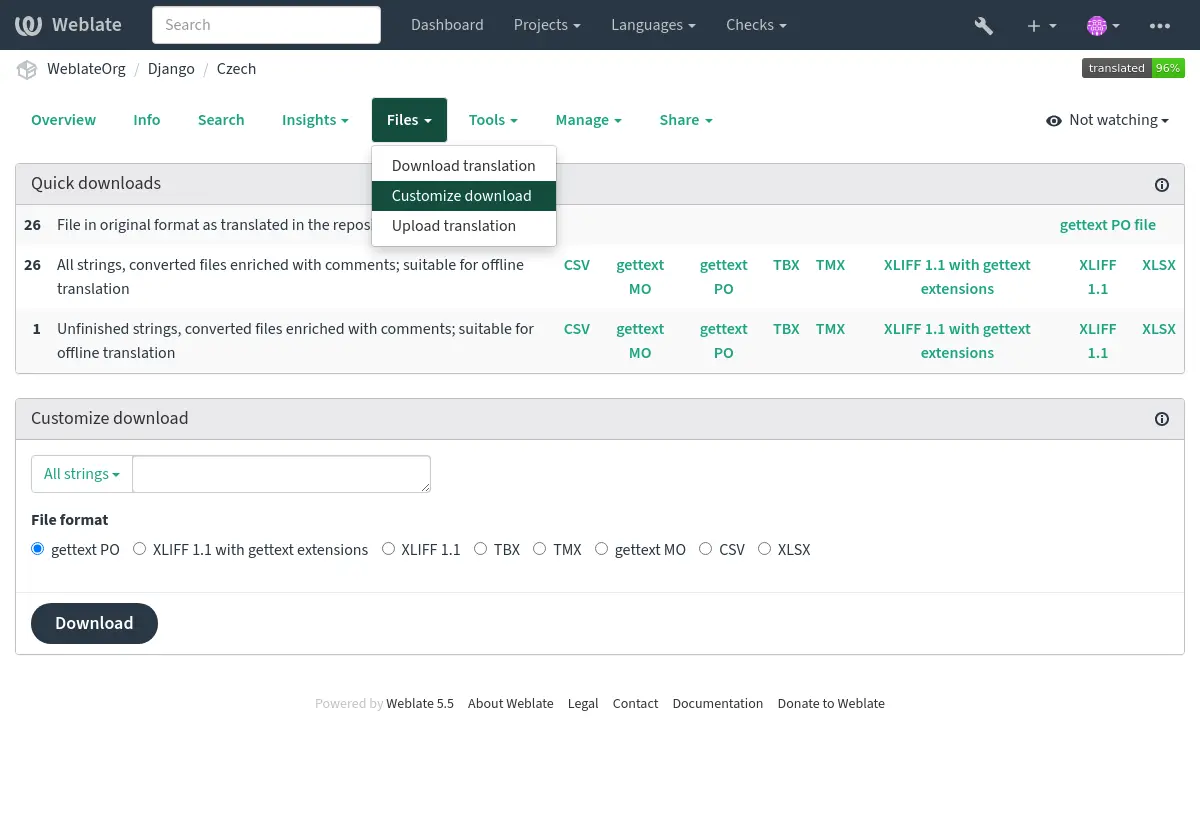 Weblate Search Dashboard Projects Languages Checks
WeblateOrg / Django / Czech translated 96%
Overview Info Search Insights Files Tools Manage Share Not watching
Download translation
Customize download
Upload translation
Quick downloads
26 File in original format as translated in the repos gettext PO file
26 All strings, converted files enriched with comments; suitable for offline CSV gettext gettext TBX TMX XLIFF 1.1 with gettext XLIFF XLSX
translation MO PO extensions 1.1
1 Unfinished strings, converted files enriched with comments; suitable for CSV gettext gettext TBX TMX XLIFF 1.1 with gettext XLIFF XLSX
offline translation MO PO extensions 1.1
Customize download
All strings
File format
gettext PO XLIFF 1.1 with gettext extensions XLIFF 1.1 TBX TMX gettext MO CSV XLSX
Download
Powered by Weblate 5.5 About Weblate Legal Contact Documentation Donate to Weblate